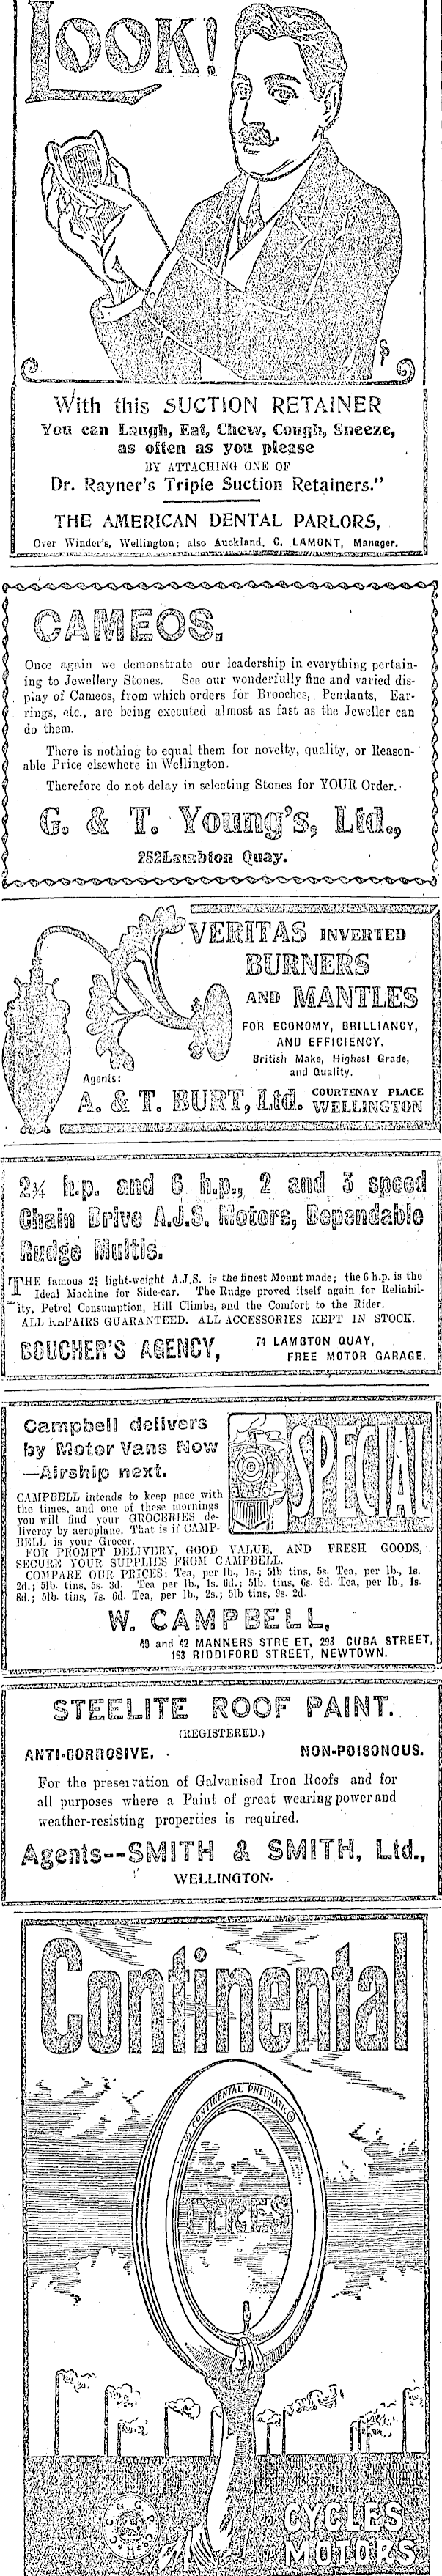 LOOK!
With this SUCTION RETAINER
You can Laugh, Eat, Chew, Cough, Sneeze,
as often as you please
BY ATTACHING ONE OF
Dr. Rayner's Triple Suction Retainers."
THE AMERICAN DENTAL PARLORS,
Over Winder's, Wellington; also Auckland. C. LAMONT, Manager.
CAMEOS.
Once again we demonstrate our leadership in everything pertain-
ing to Jewellery Stones. See our wonderfully fine and varied dis-
play of Cameos, from which orders for Brooches, Pendants, Ear-
rings, etc., are being executed almost as fast as the Jeweller can
do them.
There is nothing to equal them for novelty, quality, or Reason-
able Price elsewhere in Wellington.
Therefore do not delay in selecting Stones for YOUR Order.
G. & T. Young's, Ltd.,
252 Lambton Quay.
VERITAS INVERTED
BURNERS
AND MANTLES
FOR ECONOMY, BRILLIANCY,
AND EFFICIENCY.
British Make, Highest Grade,
and Quality.
Agents:
A. & T. BURT, Ltd. COURTENAY PLACE
WELLINGTON
2¾ h.p. and 6 h.p., 2 and 3 speed
Chain Drive A.J.S. Motors, Dependable
Rudge Multis.
THE famous 2¾ light-weight A.J.S. is the finest Mount made; the 6 h.p. is the
Ideal Machine for Side-car. The Rudge proved itself again for Reliabil-
ity, Petrol Consumption, Hill Climbs, and the Comfort to the Rider.
ALL REPAIRS GUARANTEED. ALL ACCESSORIES KEPT IN STOCK.
BOUCHER'S AGENCY, 74 LAMBTON QUAY,
FREE MOTOR GARAGE.
Campbell delivers
by Motor Vans Now
—Airship next.
SPECIAL
CAMPBELL intends to keep pace with
the times, and one of these mornings
you will find your GROCERIES de-
liverey by aeroplane. That is if CAMP-
BELL is your Grocer.
FOR PROMPT DELIVERY, GOOD VALUE, AND FRESH GOODS,
SECURE YOUR SUPPLIES FROM CAMPBELL.
COMPARE OUR PRICES: Tea, per lb., 1s.; 5lb tins, 5s. Tea, per lb., 1s.
2d.; 5lb. tins, 5s. 3d. Tea per lb., 1s. 6d.; 5lb. tins, 6s. 8d. Tea, per lb., 1s.
8d.; 5lb. tins, 7s. 6d. Tea, per lb., 2s.; 5lb tins, 9s. 2d.
W. CAMPBELL,
40 and 42 MANNERS STRE ET, 293 CUBA STREET,
163 RIDDIFORD STREET, NEWTOWN.
STEELITE ROOF PAINT.
(REGISTERED.)
ANTI-CORROSIVE. NON-POISONOUS.
For the preservation of Galvanised Iron Roofs and for
all purposes where a Paint of great wearing power and
weather-resisting properties is required.
Agents--SMITH & SMITH, Ltd.,
WELLINGTON.
Continental
CONTINENTAL PNEUMATIC
TYRES
CYCLES
MOTORS